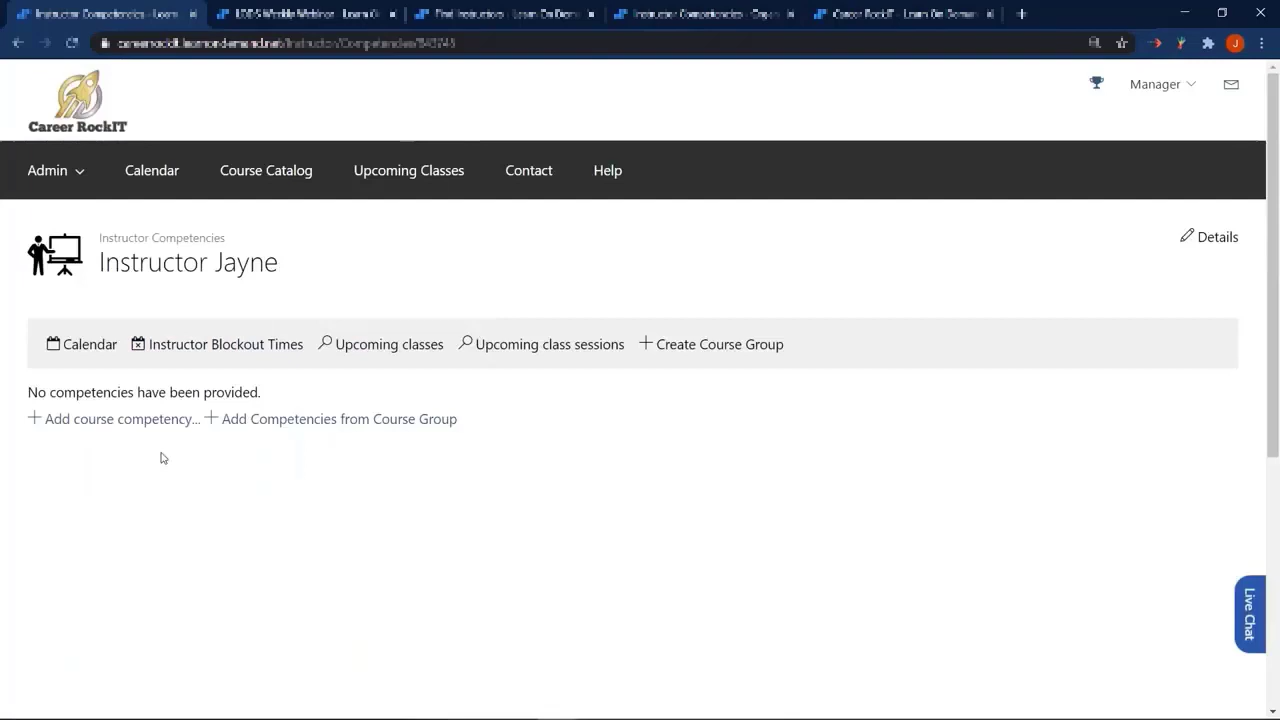 Career RockIT
Manager
Admin
Calendar
Course Catalog
Upcoming Classes
Contact
Help
Instructor Competencies
Instructor Jayne
Details
Calendar
Instructor Blockout Times
Upcoming classes
Upcoming class sessions
Create Course Group
No competencies have been provided.
Add course competency...
Add Competencies from Course Group
Live Chat
J